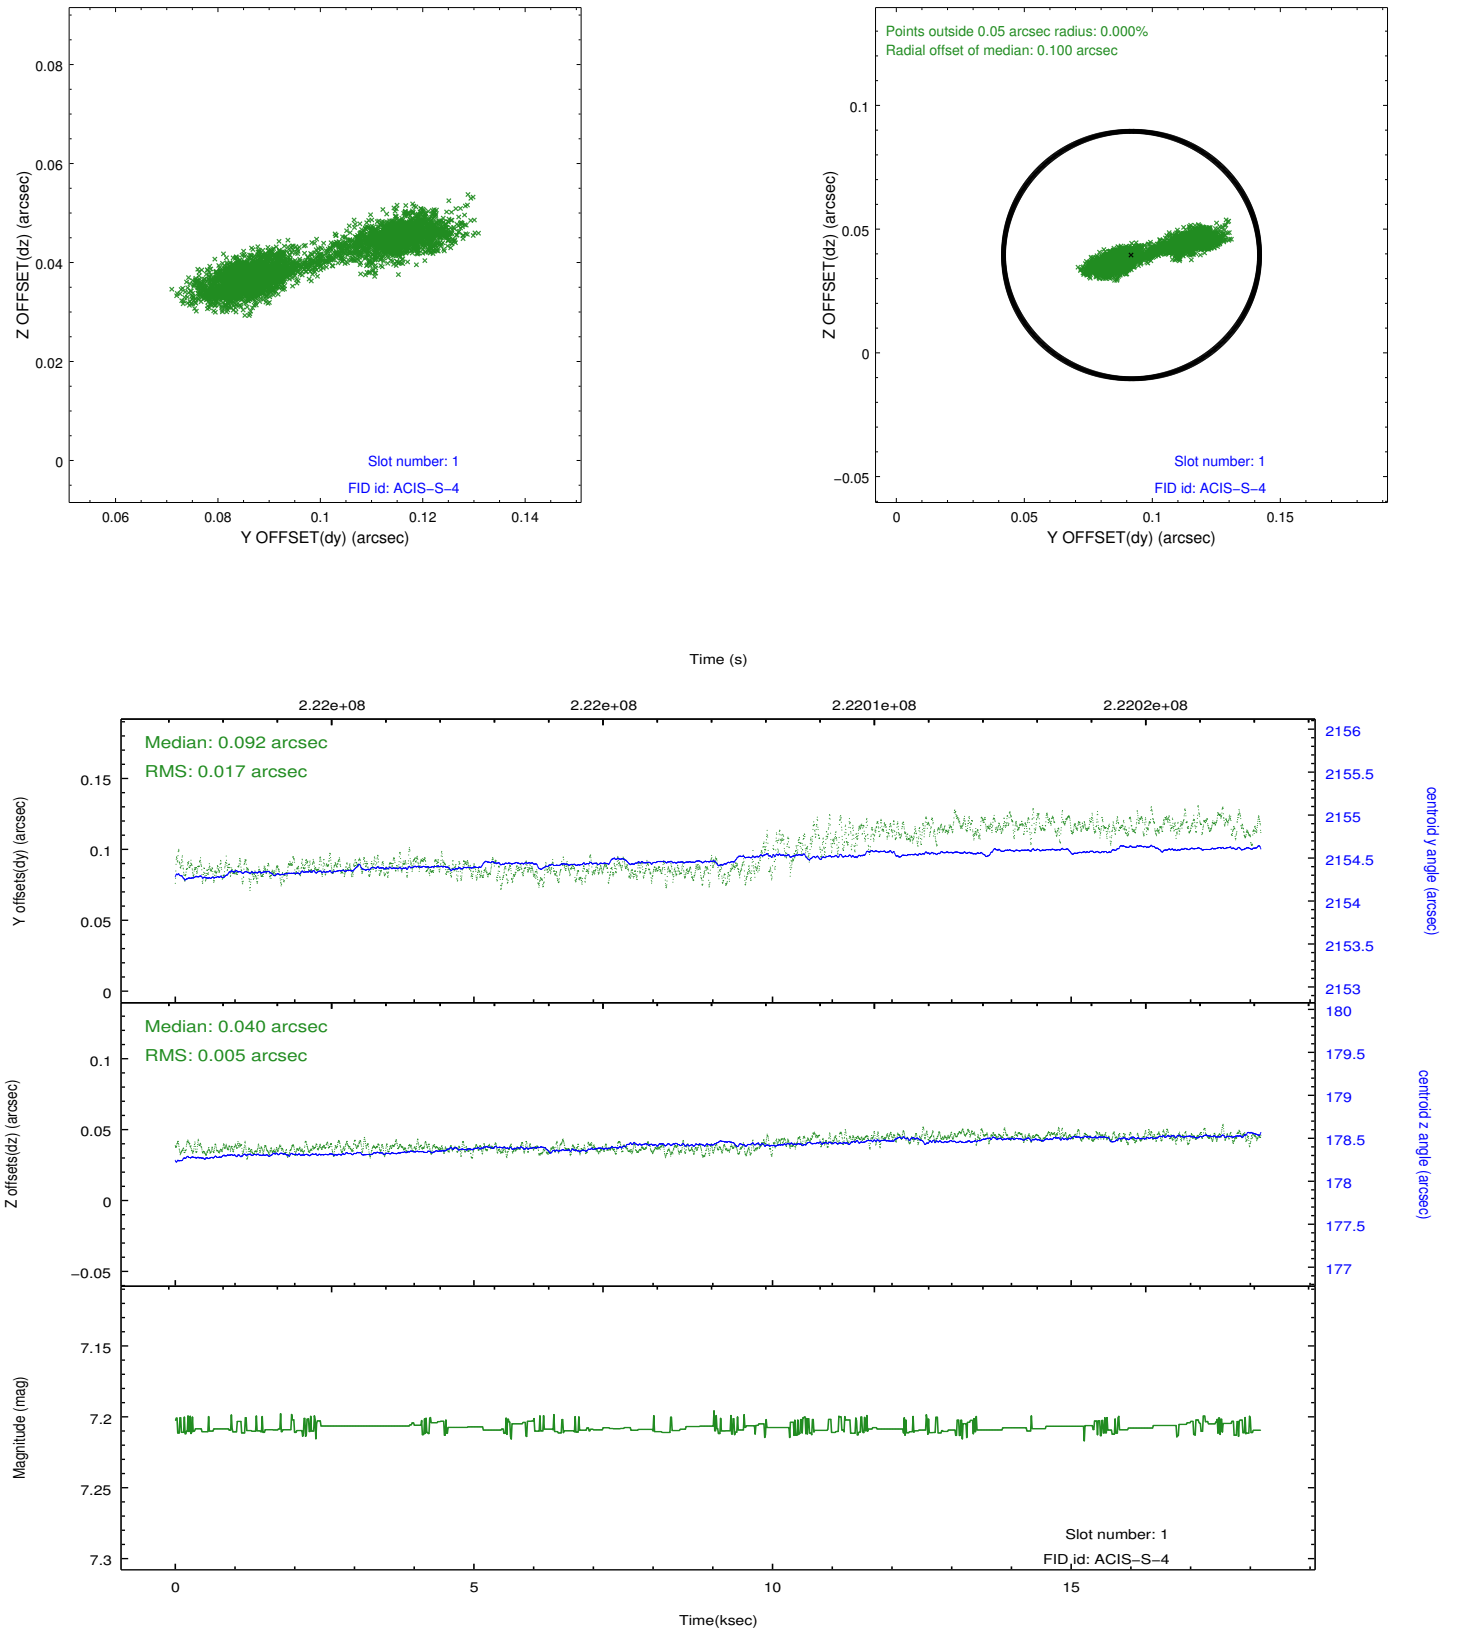 0.08
0.06
0.04
0.02
0
Z OFFSET(dz) (arcsec)
Slot number: 1
FID id: ACIS−S−4
0.06 0.08 0.1 0.12 0.14
Y OFFSET(dy) (arcsec)
Points outside 0.05 arcsec radius: 0.000%
Radial offset of median: 0.100 arcsec
0.1
0.05
0
−0.05
Z OFFSET(dz) (arcsec)
Slot number: 1
FID id: ACIS−S−4
0 0.05 0.1 0.15
Y OFFSET(dy) (arcsec)
Time (s)
2.22e+08 2.22e+08 2.2201e+08 2.2202e+08
Median: 0.092 arcsec
RMS: 0.017 arcsec
0.15
0.1
0.05
0
Y offsets(dy) (arcsec)
2156
2155.5
2155
2154.5
2154
2153.5
2153
centroid y angle (arcsec)
Median: 0.040 arcsec
RMS: 0.005 arcsec
0.1
0.05
0
−0.05
Z offsets(dz) (arcsec)
180
179.5
179
178.5
178
177.5
177
centroid z angle (arcsec)
7.15
7.2
7.25
7.3
Magnitude (mag)
Slot number: 1
FID id: ACIS−S−4
0 5 10 15
Time(ksec)